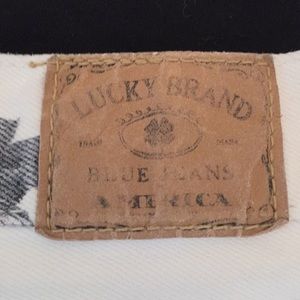 LUCKY BRAND
TRADE MARK
BLUE JEANS
AMERICA